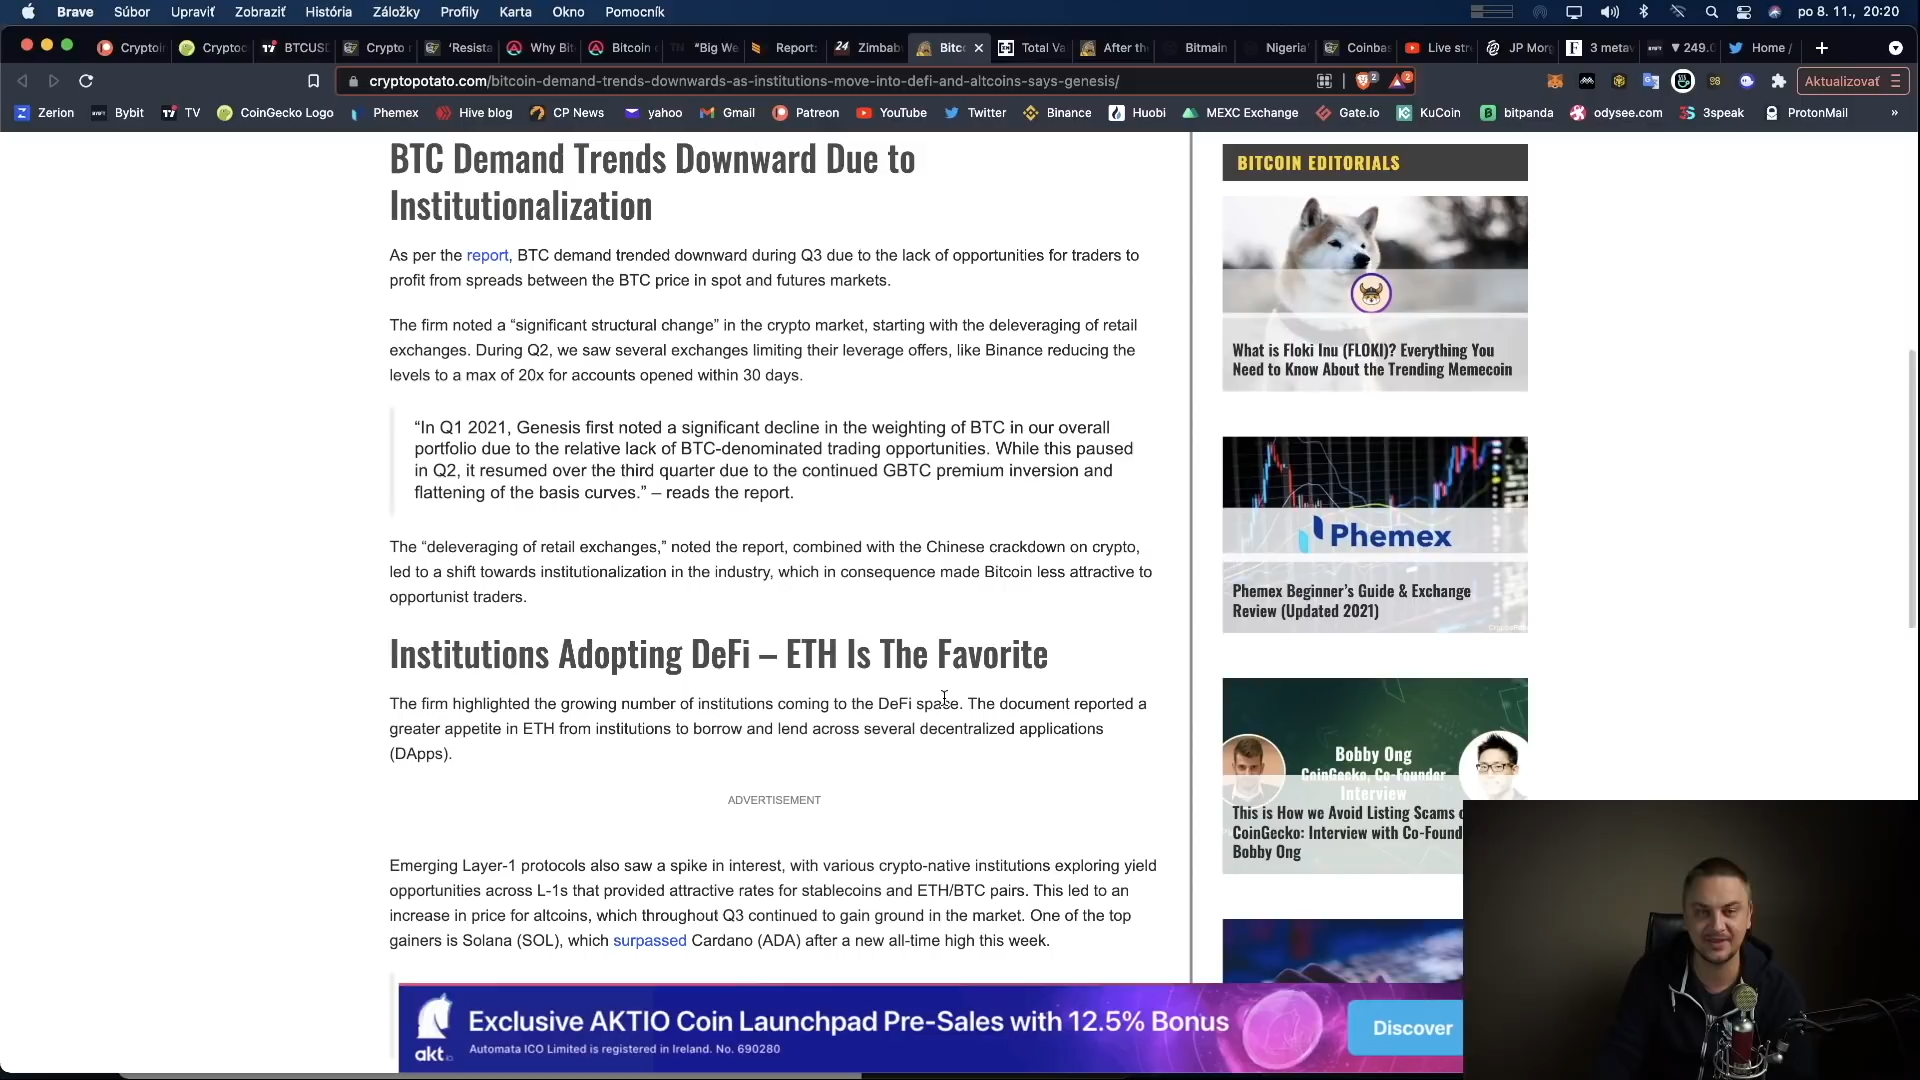 Brave Súbor Upraviť Zobraziť História Záložky Profily Karta Okno Pomocník po 8. 11., 20:20
Cryptoi Cryptoc BTCUS Crypto 'Resista Why Bit Bitcoin "Big We Report: Zimbab Bitc After th Bitmain Nigeria' Coinbas Live str JP Mor 3 metav 249.0 Home /
Total Va
cryptopotato.com/bitcoin-demand-trends-downwards-as-institutions-move-into-defi-and-altcoins-says-genesis/ 2 2 Aktualizovať
Zerion Bybit TV CoinGecko Logo Phemex Hive blog CP News yahoo Gmail Patreon YouTube Twitter Binance Huobi MEXC Exchange Gate.io KuCoin bitpanda odysee.com 3speak ProtonMail »
BTC Demand Trends Downward Due to
Institutionalization
As per the report, BTC demand trended downward during Q3 due to the lack of opportunities for traders to
profit from spreads between the BTC price in spot and futures markets.
The firm noted a “significant structural change” in the crypto market, starting with the deleveraging of retail
exchanges. During Q2, we saw several exchanges limiting their leverage offers, like Binance reducing the
levels to a max of 20x for accounts opened within 30 days.
“In Q1 2021, Genesis first noted a significant decline in the weighting of BTC in our overall
portfolio due to the relative lack of BTC-denominated trading opportunities. While this paused
in Q2, it resumed over the third quarter due to the continued GBTC premium inversion and
flattening of the basis curves.” – reads the report.
The “deleveraging of retail exchanges,” noted the report, combined with the Chinese crackdown on crypto,
led to a shift towards institutionalization in the industry, which in consequence made Bitcoin less attractive to
opportunist traders.
Institutions Adopting DeFi – ETH Is The Favorite
The firm highlighted the growing number of institutions coming to the DeFi space. The document reported a
greater appetite in ETH from institutions to borrow and lend across several decentralized applications
(DApps).
ADVERTISEMENT
Emerging Layer-1 protocols also saw a spike in interest, with various crypto-native institutions exploring yield
opportunities across L-1s that provided attractive rates for stablecoins and ETH/BTC pairs. This led to an
increase in price for altcoins, which throughout Q3 continued to gain ground in the market. One of the top
gainers is Solana (SOL), which surpassed Cardano (ADA) after a new all-time high this week.
BITCOIN EDITORIALS
What is Floki Inu (FLOKI)? Everything You
Need to Know About the Trending Memecoin
Phemex
Phemex Beginner’s Guide & Exchange
Review (Updated 2021)
Bobby Ong
CoinGecko, Co-Founder
Interview
This is How we Avoid Listing Scams o
CoinGecko: Interview with Co-Found
Bobby Ong
akt.io
Exclusive AKTIO Coin Launchpad Pre-Sales with 12.5% Bonus
Automata ICO Limited is registered in Ireland. No. 690280
Discover